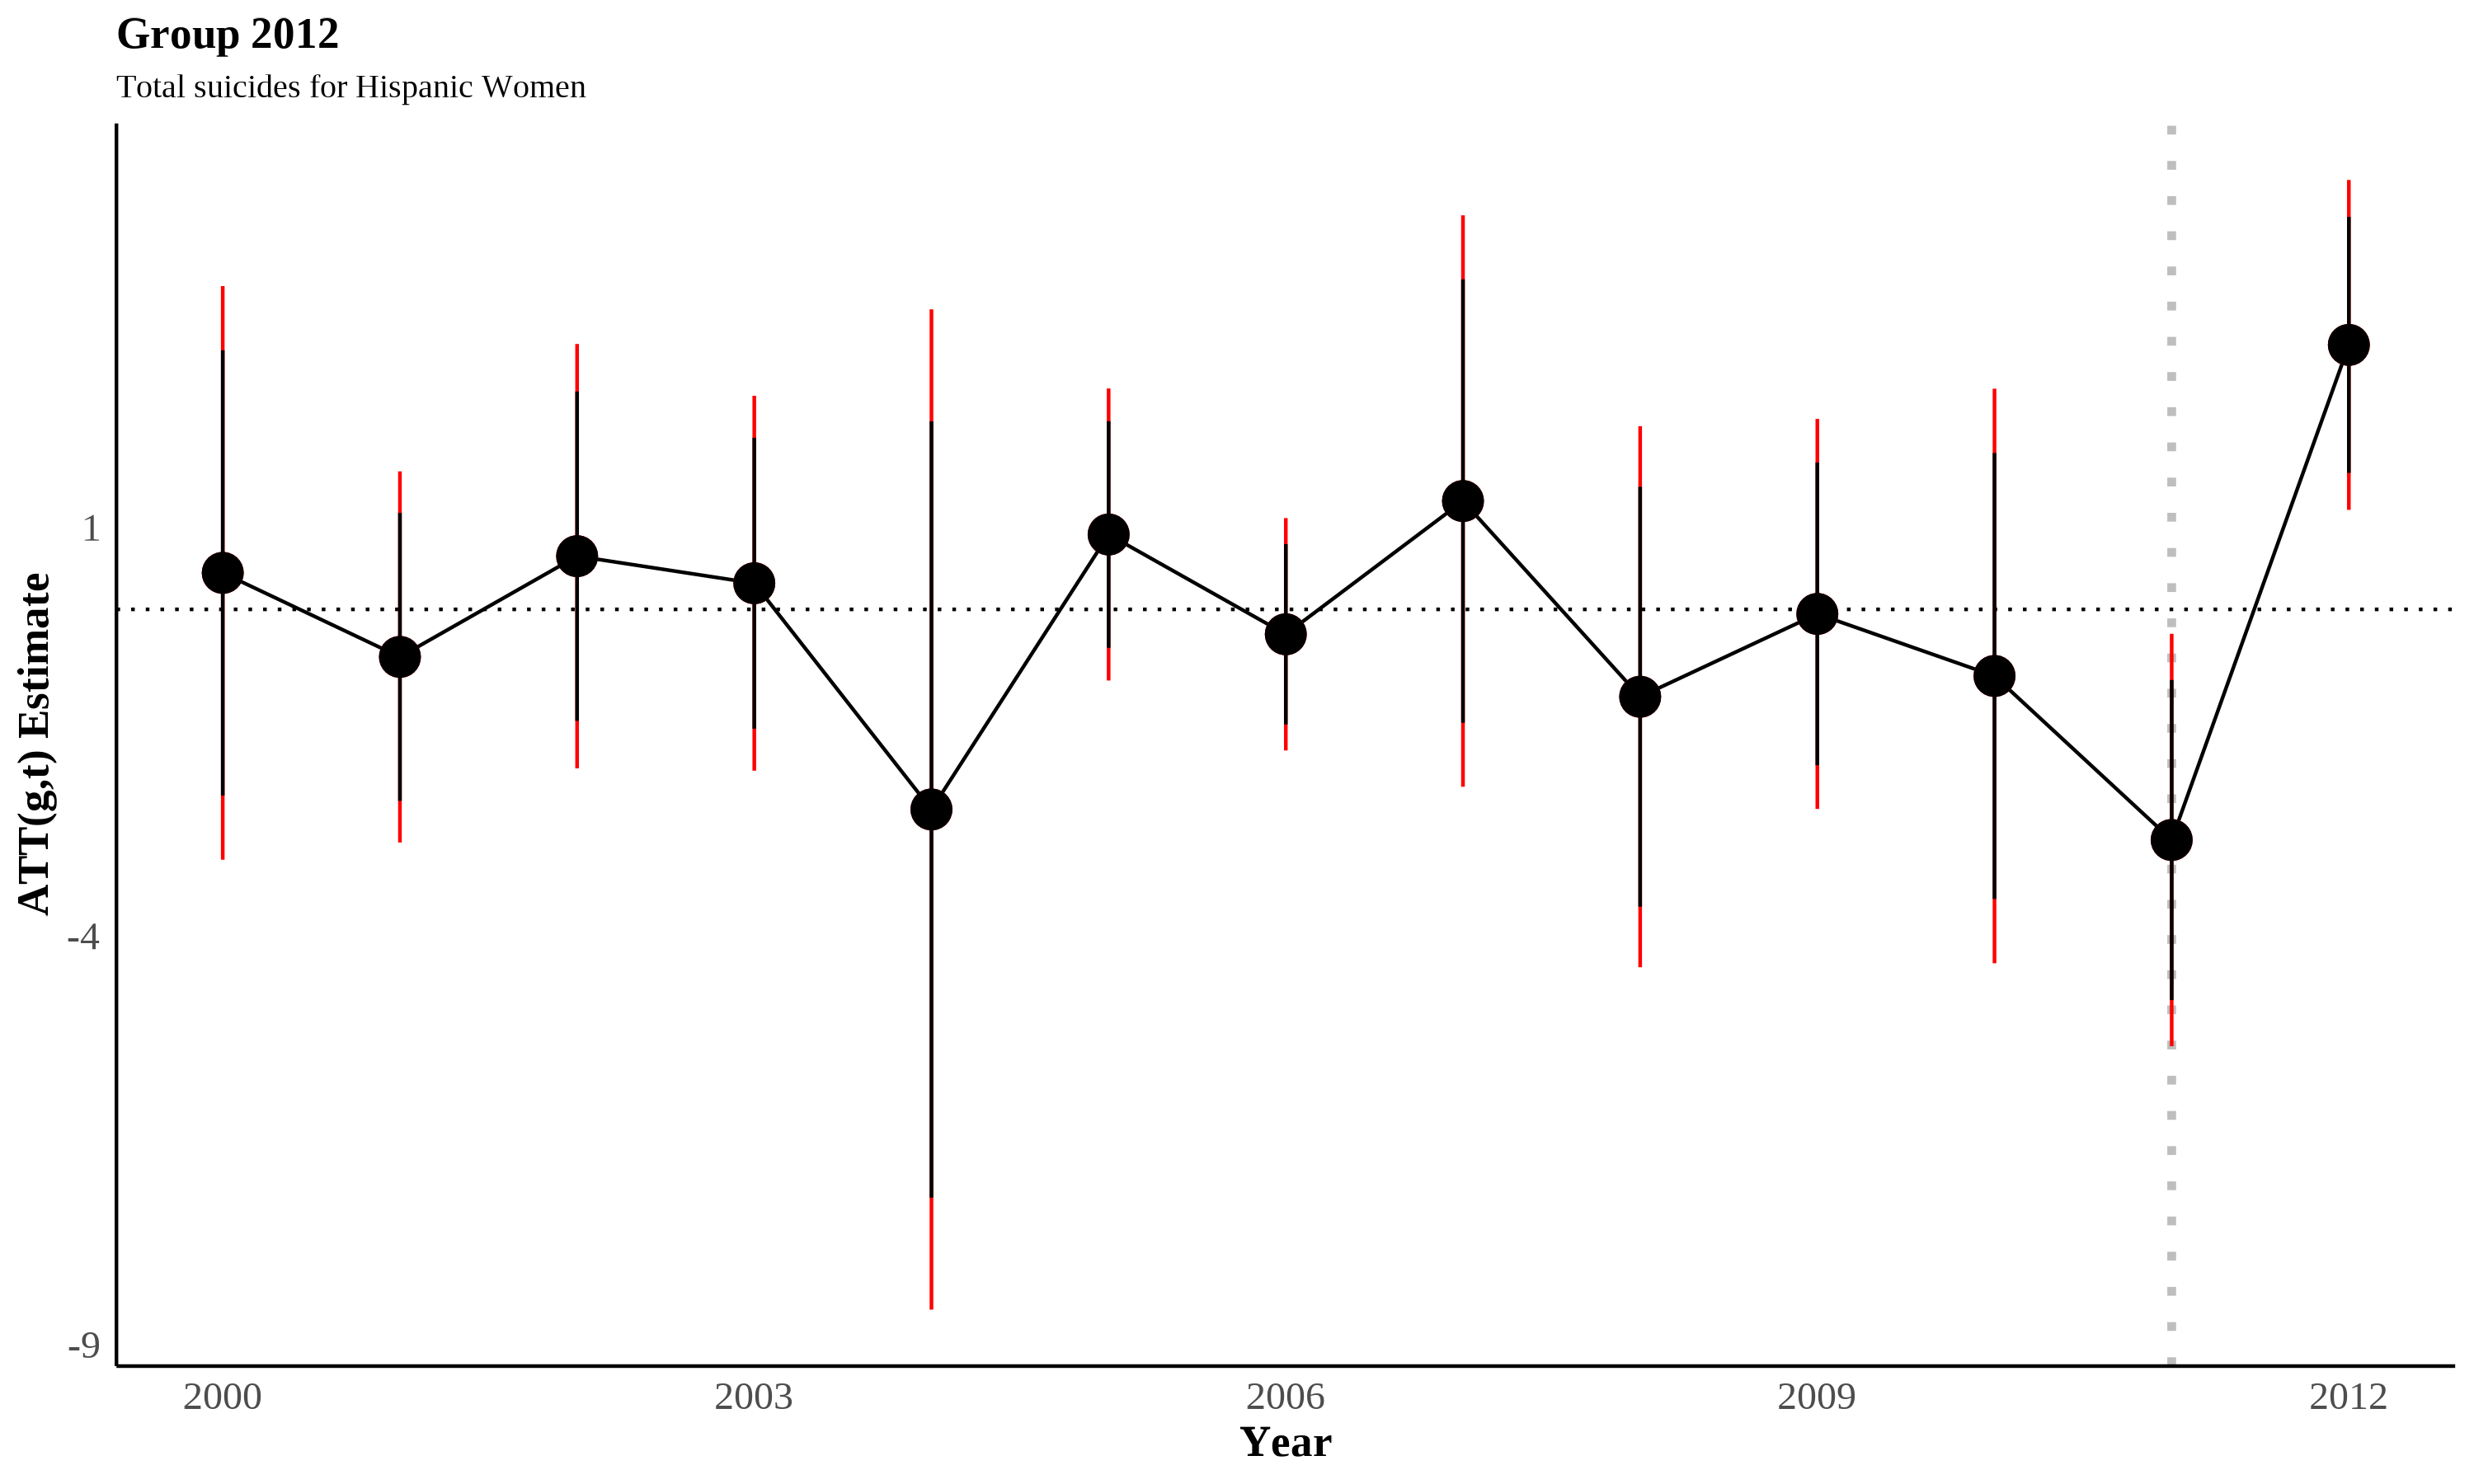 Group 2012
Total suicides for Hispanic Women
ATT(g,t) Estimate
1
-4
-9
2000 2003 2006 2009 2012
Year